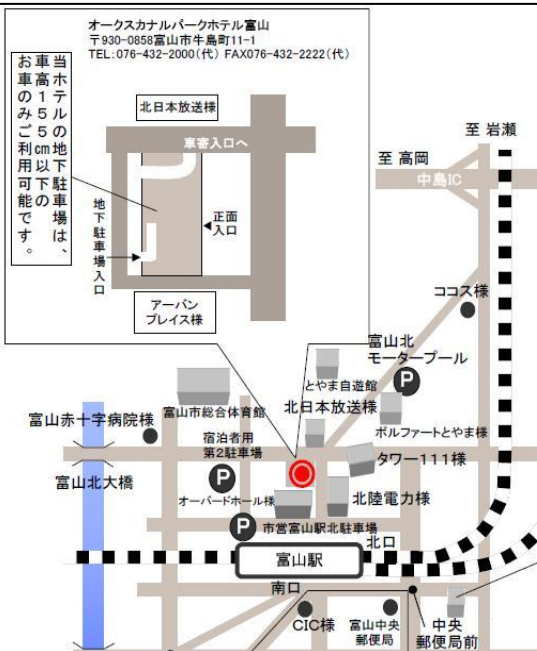 オークスカナルパークホテル富山
〒930-0858富山市牛島町11-1
TEL:076-432-2000(代) FAX076-432-2222(代)
当ホテルの地下駐車場は、
車高155㎝以下の
お車のみご利用可能です。
北日本放送様
車寄入口へ
地下駐車場入口
正面
入口
アーバン
プレイス様
至 岩瀬
至 高岡
中島IC
ココス様
富山北
モータープール
P
とやま自遊館
富山市総合体育館
北日本放送様
ボルファートとやま様
富山赤十字病院様
宿泊者用
第2駐車場
P
タワー111様
富山北大橋
オーバードホール様
北陸電力様
P
市営富山駅北駐車場
北口
富山駅
南口
CIC様
富山中央
郵便局
中央
郵便局前